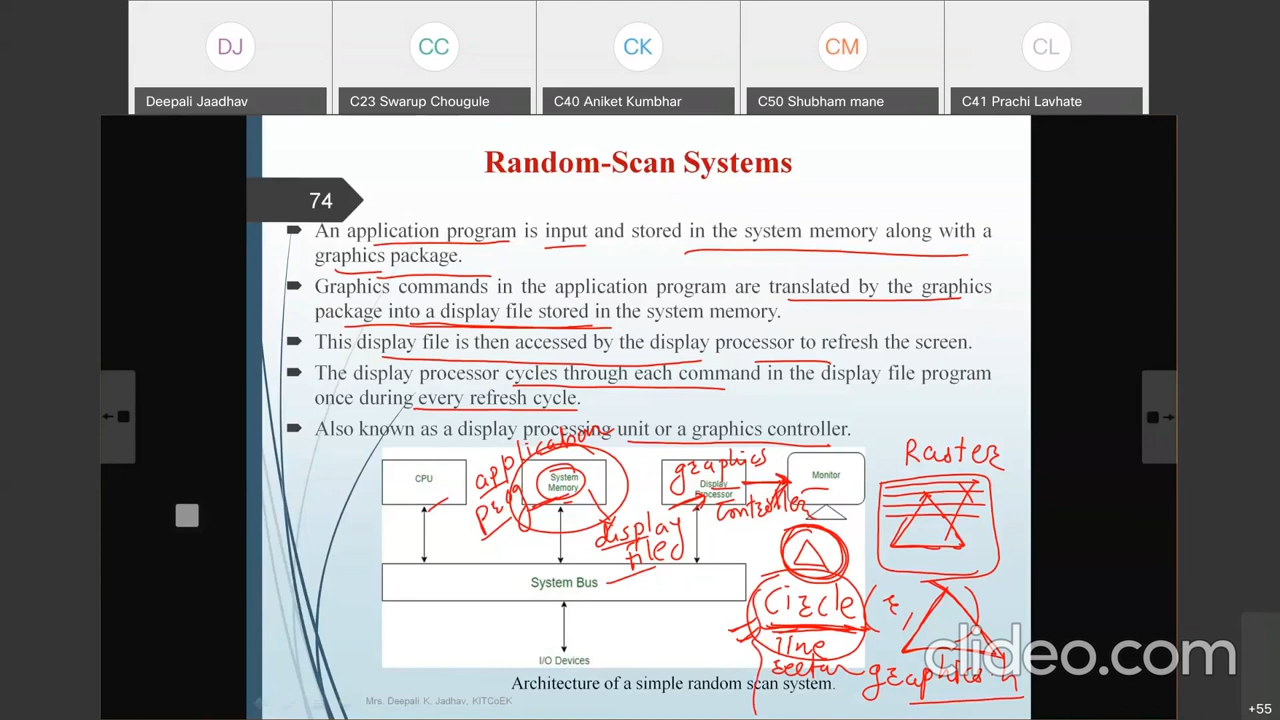 DJ
CC
CK
CM
CL
Deepali Jaadhav
C23 Swarup Chougule
C40 Aniket Kumbhar
C50 Shubham mane
C41 Prachi Lavhate
Random-Scan Systems
74
An application program is input and stored in the system memory along with a
graphics package.
Graphics commands in the application program are translated by the graphics
package into a display file stored in the system memory.
This display file is then accessed by the display processor to refresh the screen.
The display processor cycles through each command in the display file program
once during every refresh cycle.
Also known as a display processing unit or a graphics controller.
application
prog
CPU
System
Memory
graphics
Display
Processor
controller
Monitor
Raster
display
filed
System Bus
Circle
line
graphics
I/O Devices
Architecture of a simple random scan system.
Mrs. Deepali K. Jadhav, KITCoEK
clideo.com
+55